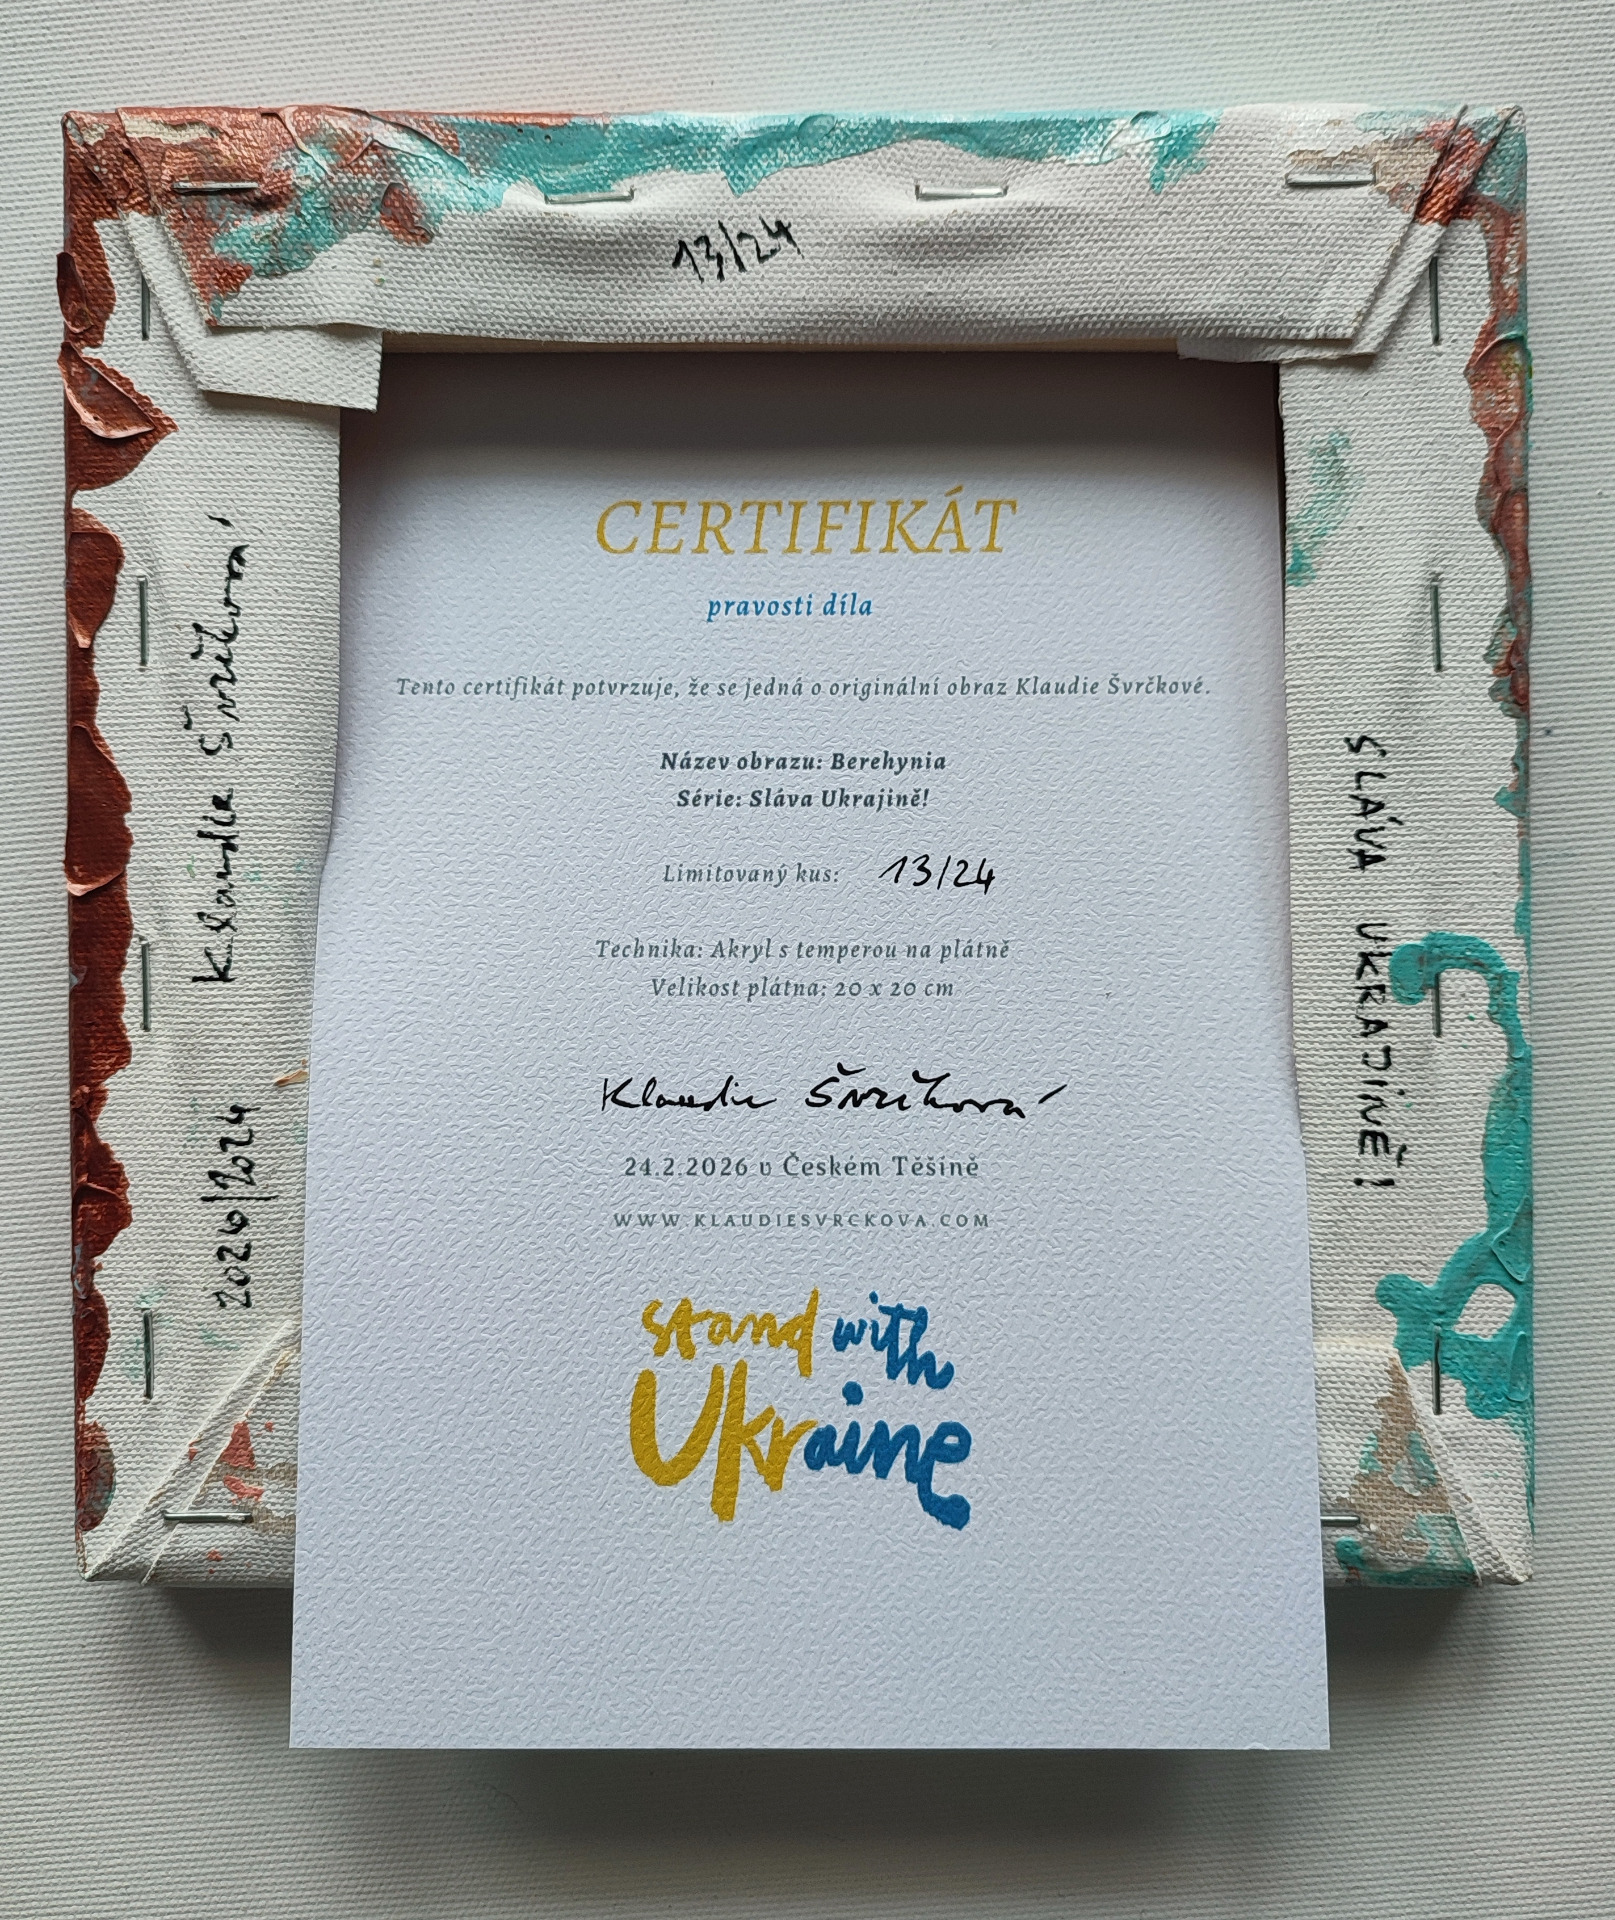 13/24
Klaudie Švrčková
2026/2024
CERTIFIKÁT
pravosti díla
Tento certifikát potvrzuje, že se jedná o originální obraz Klaudie Švrčkové.
Název obrazu: Berehynia
Série: Sláva Ukrajině!
Limitovaný kus: 13/24
Technika: Akryl s temperou na plátně
Velikost plátna: 20 x 20 cm
Klaudie Švrčková
24.2.2026 v Českém Těšíně
WWW.KLAUDIESVRCKOVA.COM
stand with
Ukraine
SLÁVA UKRAJINĚ!